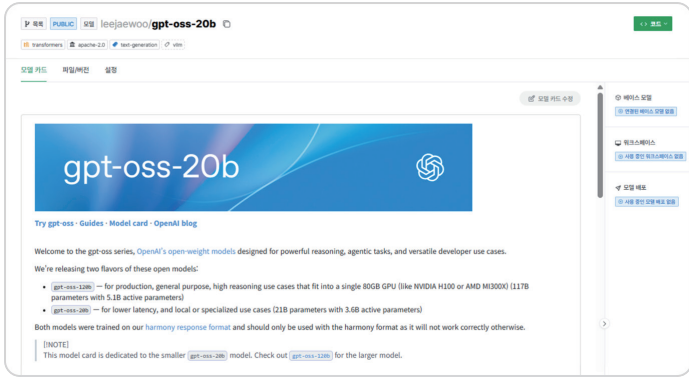 목록 PUBLIC 모델 leejaewoo/gpt-oss-20b
<> 코드
transformers apache-2.0 text-generation vllm
모델 카드 파일/버전 설정
모델 카드 수정
gpt-oss-20b
Try gpt-oss · Guides · Model card · OpenAI blog
Welcome to the gpt-oss series, OpenAI's open-weight models designed for powerful reasoning, agentic tasks, and versatile developer use cases.
We're releasing two flavors of these open models:
• gpt-oss-120b — for production, general purpose, high reasoning use cases that fit into a single 80GB GPU (like NVIDIA H100 or AMD MI300X) (117B
parameters with 5.1B active parameters)
• gpt-oss-20b — for lower latency, and local or specialized use cases (21B parameters with 3.6B active parameters)
Both models were trained on our harmony response format and should only be used with the harmony format as it will not work correctly otherwise.
[!NOTE]
This model card is dedicated to the smaller gpt-oss-20b model. Check out gpt-oss-120b for the larger model.
베이스 모델
연결된 베이스 모델 없음
워크스페이스
사용 중인 워크스페이스 없음
모델 배포
사용 중인 모델 배포 없음